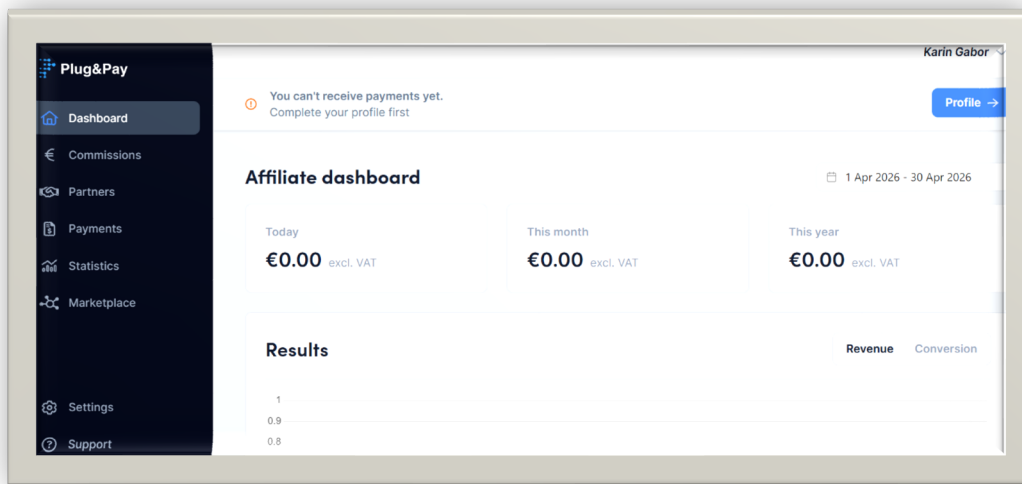 Plug&Pay
Dashboard
Commissions
Partners
Payments
Statistics
Marketplace
Settings
Support
Karin Gabor
You can't receive payments yet.
Complete your profile first
Profile →
Affiliate dashboard
1 Apr 2026 - 30 Apr 2026
Today
€0.00 excl. VAT
This month
€0.00 excl. VAT
This year
€0.00 excl. VAT
Results
Revenue Conversion
1
0.9
0.8